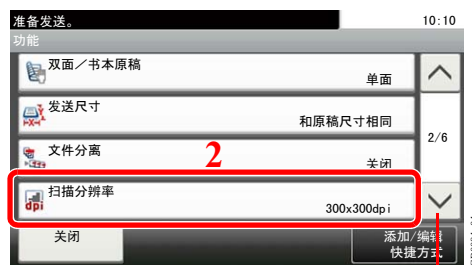 准备发送。
10:10
功能
双面／书本原稿
单面
发送尺寸
和原稿尺寸相同
2/6
文件分离
2
关闭
扫描分辨率
dpi
300x300dpi
关闭
添加/编辑
快捷方式